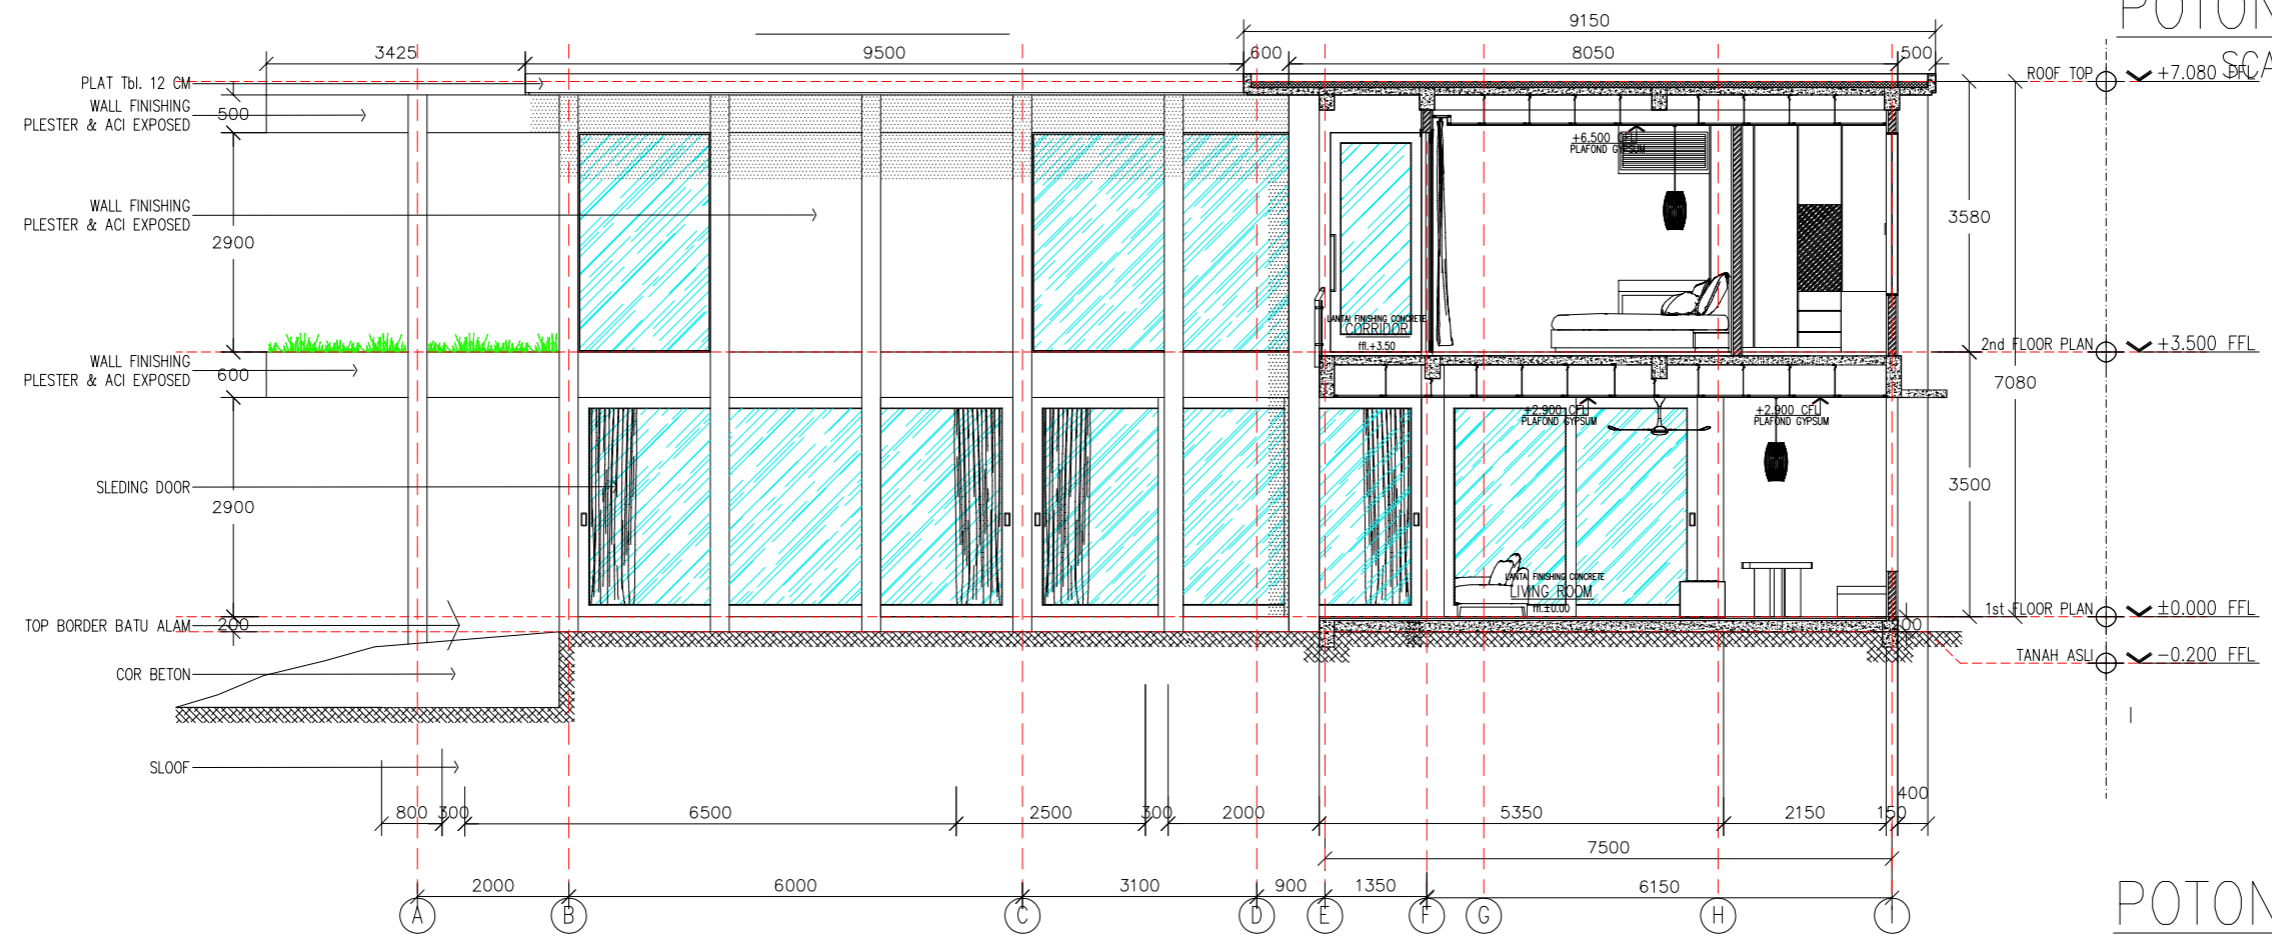 POTON
SCA
9150
3425
9500
600
8050
500
PLAT Tbl. 12 CM
ROOF TOP
+7.080 DFL
WALL FINISHING
PLESTER & ACI EXPOSED
500
+6.500 CFL
PLAFOND GYPSUM
WALL FINISHING
PLESTER & ACI EXPOSED
2900
3580
LANTAI FINISHING CONCRETE
CORRIDOR
ffl.+3.50
2nd FLOOR PLAN
+3.500 FFL
WALL FINISHING
PLESTER & ACI EXPOSED
600
7080
+2.900 CFL
PLAFOND GYPSUM
+2.900 CFL
PLAFOND GYPSUM
SLEDING DOOR
2900
3500
LANTAI FINISHING CONCRETE
LIVING ROOM
ffl.±0.00
1st FLOOR PLAN
±0.000 FFL
TOP BORDER BATU ALAM
200
TANAH ASLI
-0.200 FFL
COR BETON
SLOOF
800
300
6500
2500
300
2000
5350
2150
150
400
7500
2000
6000
3100
900
1350
6150
A
B
C
D
E
F
G
H
I
POTON